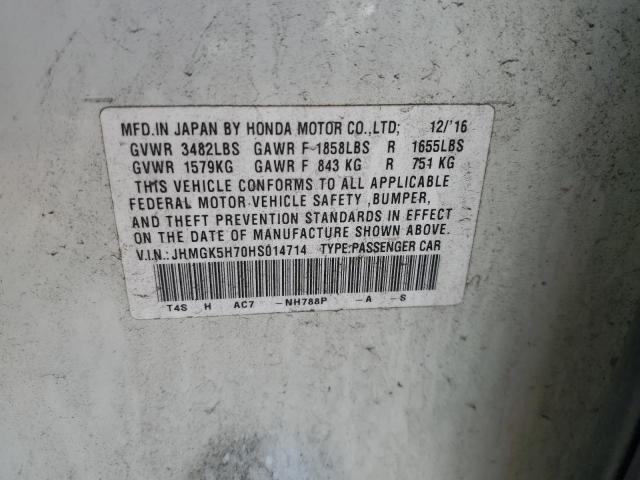 MFD.IN JAPAN BY HONDA MOTOR CO.,LTD; 12/'16
GVWR 3482LBS GAWR F 1858LBS R 1655LBS
GVWR 1579KG GAWR F 843 KG R 751 KG
THIS VEHICLE CONFORMS TO ALL APPLICABLE
FEDERAL MOTOR VEHICLE SAFETY ,BUMPER,
AND THEFT PREVENTION STANDARDS IN EFFECT
ON THE DATE OF MANUFACTURE SHOWN ABOVE.
V.I.N.: JHMGK5H70HS014714 TYPE:PASSENGER CAR
T4S H AC7 -NH788P -A -S